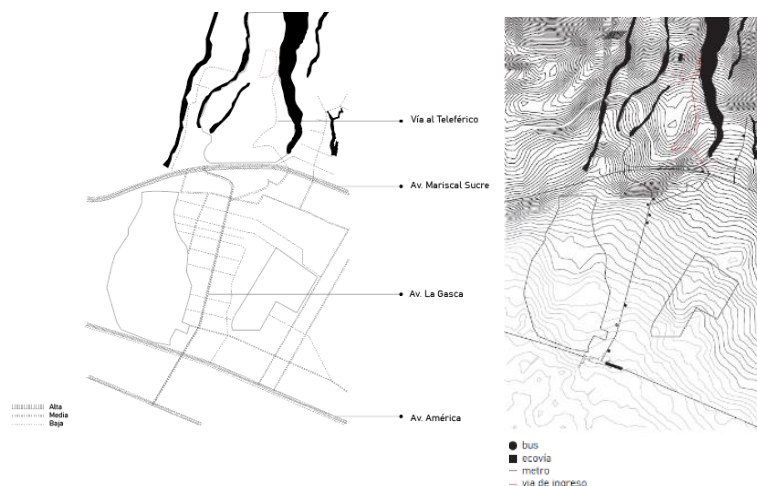 Vía al Teleférico
Av. Mariscal Sucre
Av. La Gasca
Av. América
Alta
Media
Baja
bus
ecovía
metro
via de ingreso